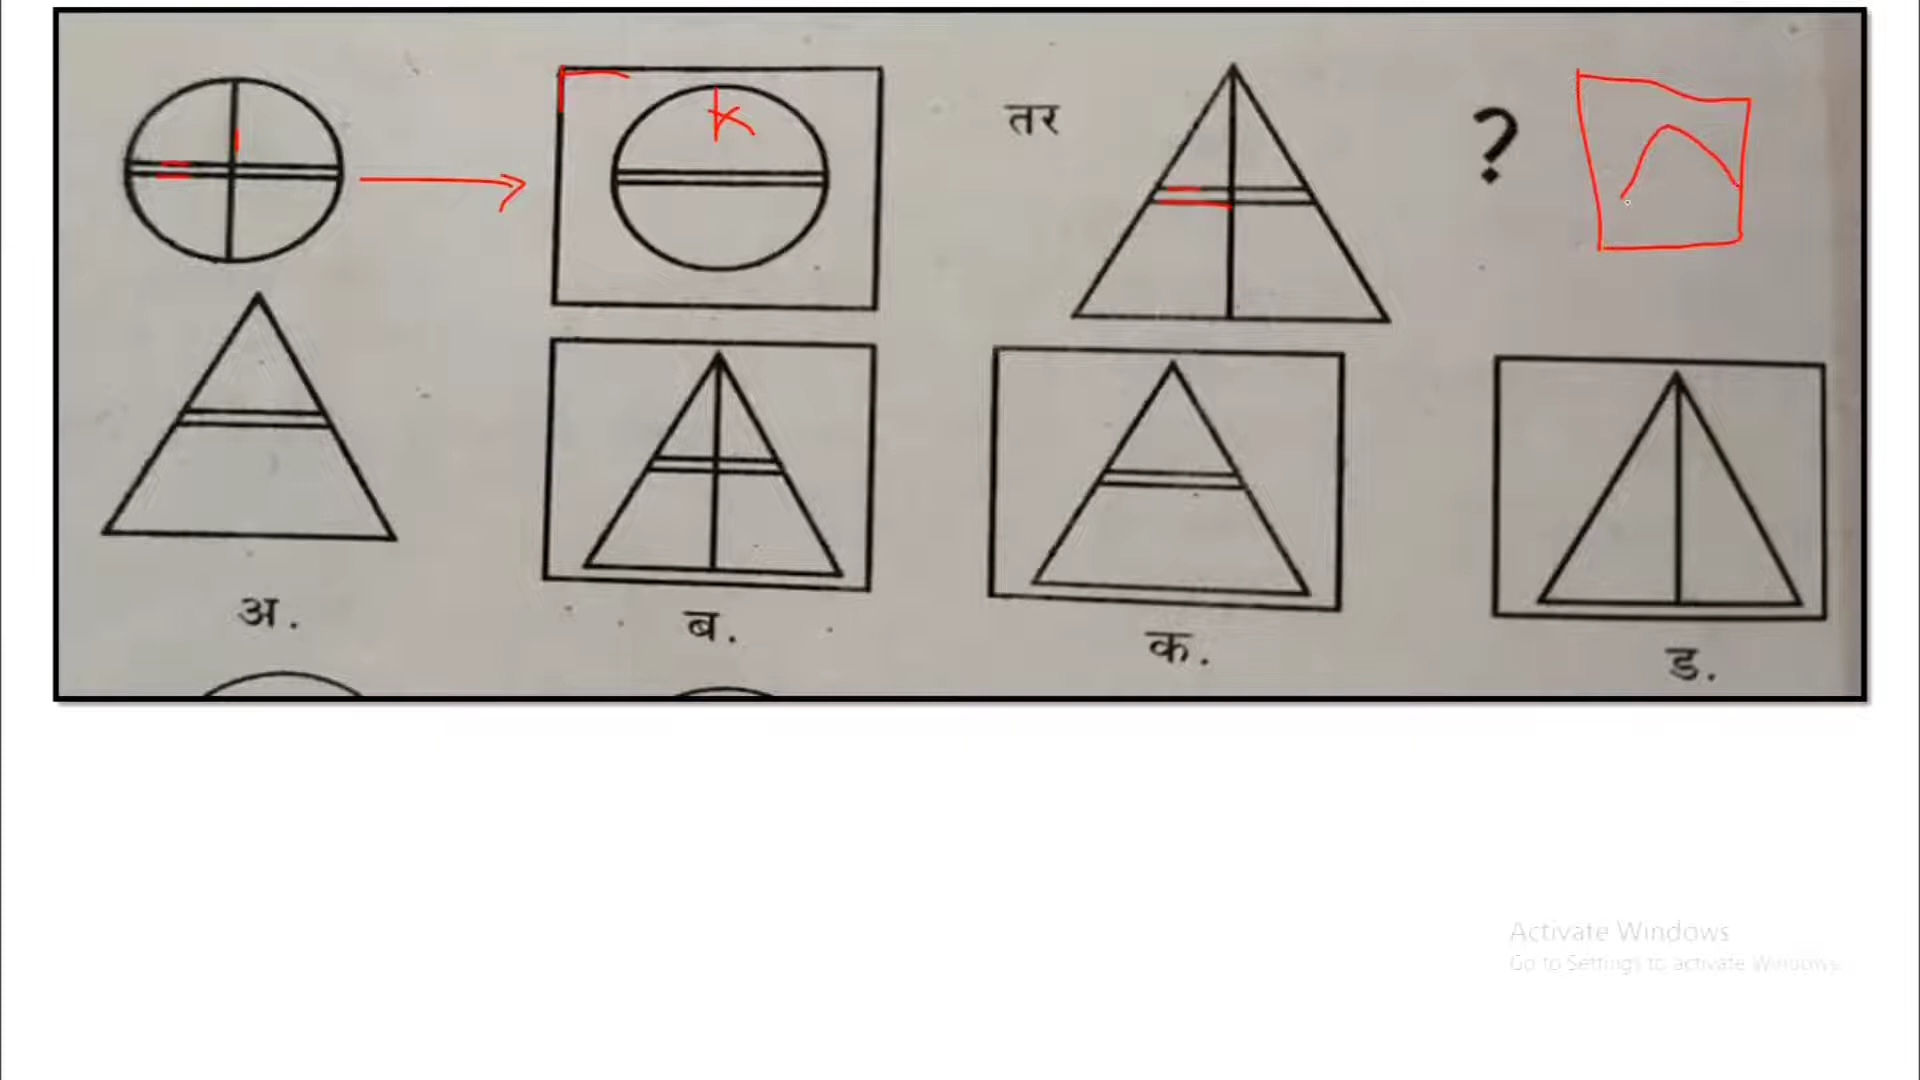 तर
?
अ.
ब.
क.
ड.
Activate Windows
Go to Settings to activate Windows.